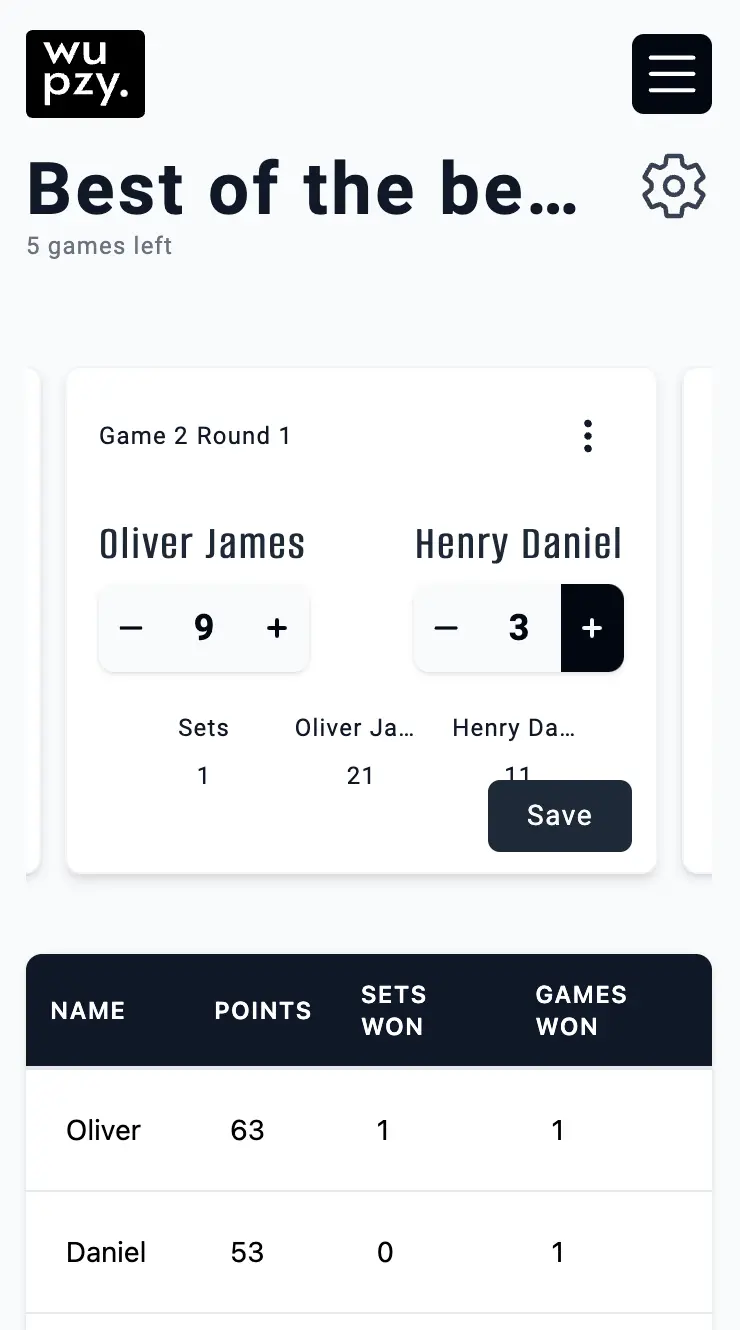 wu
pzy.
Best of the be…
5 games left
Game 2 Round 1
Oliver James
Henry Daniel
− 9 +
− 3 +
Sets Oliver Ja… Henry Da…
1 21 11
Save
NAME POINTS SETS WON GAMES WON
Oliver 63 1 1
Daniel 53 0 1